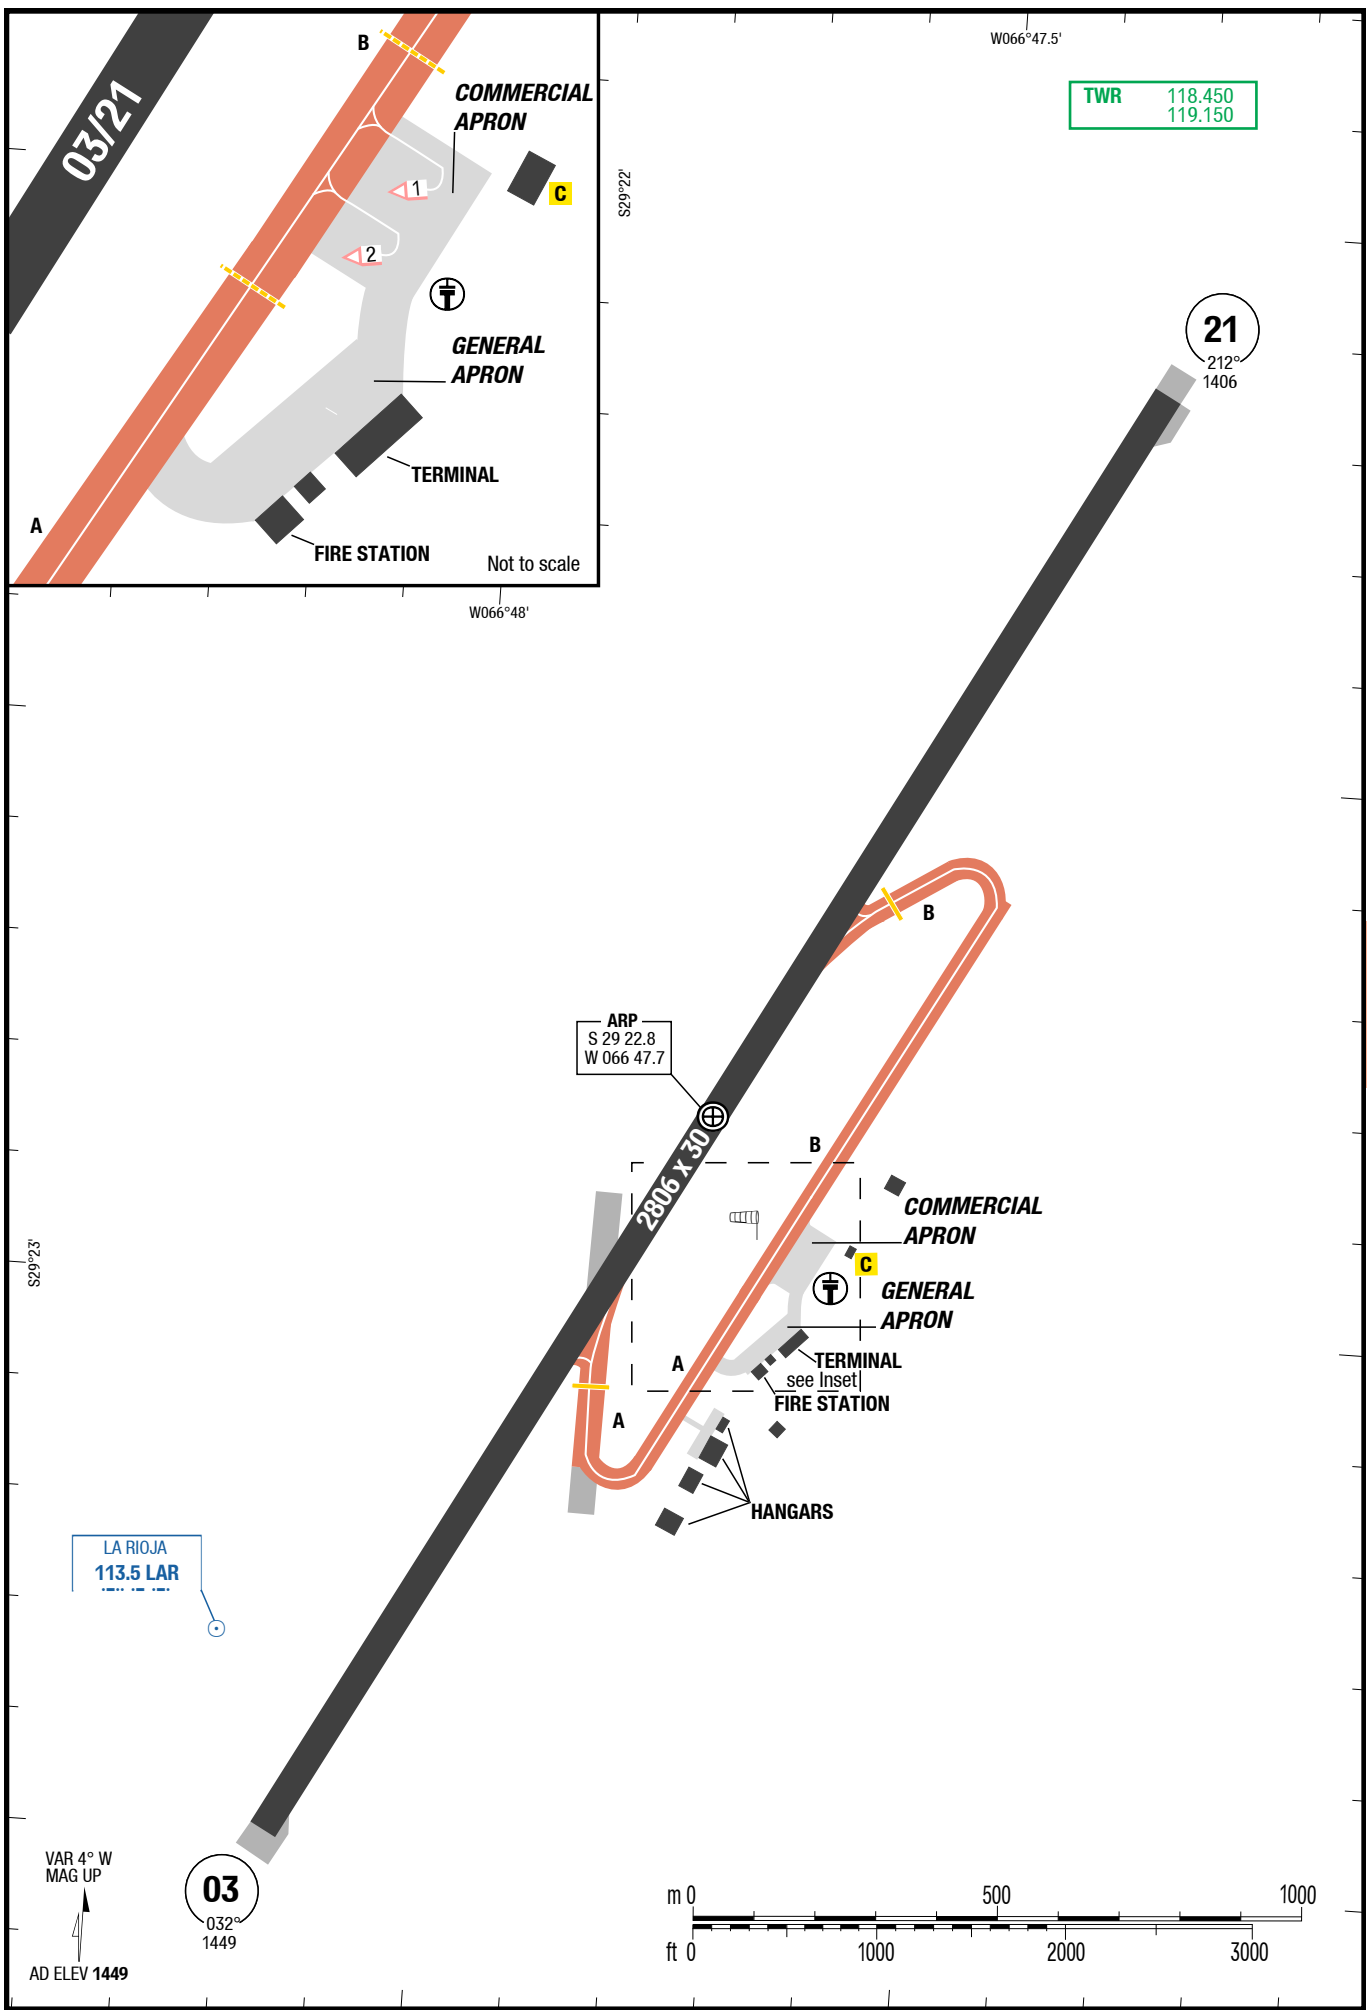 B
COMMERCIAL
APRON
03/21
1
C
2
GENERAL
APRON
TERMINAL
A
FIRE STATION
Not to scale
W066°47.5'
TWR 118.450
119.150
S29°22'
21
212°
1406
W066°48'
B
ARP
S 29 22.8
W 066 47.7
2806 x 30
B
COMMERCIAL
APRON
C
GENERAL
APRON
S29°23'
A
TERMINAL
see Inset
FIRE STATION
A
HANGARS
LA RIOJA
113.5 LAR
VAR 4° W
MAG UP
03
032°
1449
AD ELEV 1449
m 0 500 1000
ft 0 1000 2000 3000